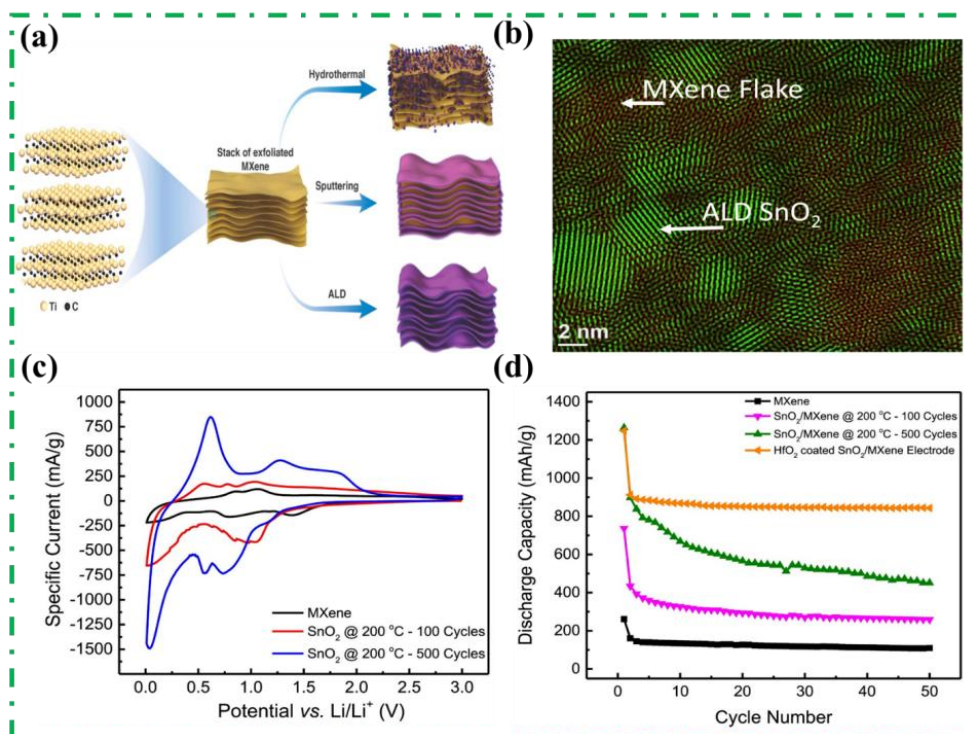 (a)
Hydrothermal
Stack of exfoliated
MXene
Sputtering
ALD
Ti C
(b)
MXene Flake
ALD SnO₂
2 nm
(c)
1000
750
500
250
0
-250
-500
-750
-1000
-1250
-1500
Specific Current (mA/g)
MXene
SnO₂ @ 200 °C - 100 Cycles
SnO₂ @ 200 °C - 500 Cycles
0.0 0.5 1.0 1.5 2.0 2.5 3.0
Potential vs. Li/Li⁺ (V)
(d)
1400
1200
1000
800
600
400
200
0
Discharge Capacity (mAh/g)
MXene
SnO₂/MXene @ 200 °C - 100 Cycles
SnO₂/MXene @ 200 °C - 500 Cycles
HfO₂ coated SnO₂/MXene Electrode
0 10 20 30 40 50
Cycle Number